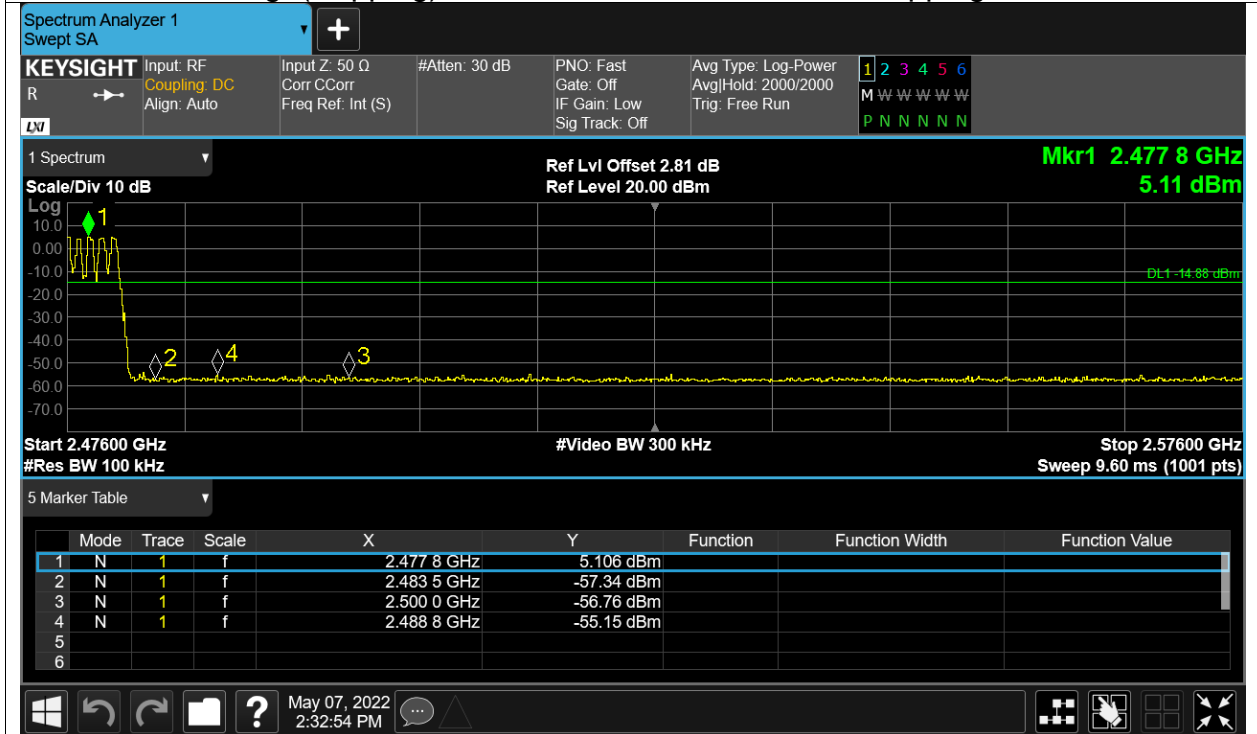 Spectrum Analyzer 1
Swept SA
KEYSIGHT
R
LXI
Input: RF
Coupling: DC
Align: Auto
Input Z: 50 Ω
Corr CCorr
Freq Ref: Int (S)
#Atten: 30 dB
PNO: Fast
Gate: Off
IF Gain: Low
Sig Track: Off
Avg Type: Log-Power
Avg|Hold: 2000/2000
Trig: Free Run
1 2 3 4 5 6
M W W W W W
P N N N N N
1 Spectrum
Scale/Div 10 dB
Ref Lvl Offset 2.81 dB
Ref Level 20.00 dBm
Mkr1 2.477 8 GHz
5.11 dBm
Log
10.0
0.00
-10.0
-20.0
-30.0
-40.0
-50.0
-60.0
-70.0
1
2
4
3
DL1 -14.88 dBm
Start 2.47600 GHz
#Res BW 100 kHz
#Video BW 300 kHz
Stop 2.57600 GHz
Sweep 9.60 ms (1001 pts)
5 Marker Table
Mode Trace Scale X Y Function Function Width Function Value
1 N 1 f 2.477 8 GHz 5.106 dBm
2 N 1 f 2.483 5 GHz -57.34 dBm
3 N 1 f 2.500 0 GHz -56.76 dBm
4 N 1 f 2.488 8 GHz -55.15 dBm
5
6
?
May 07, 2022
2:32:54 PM